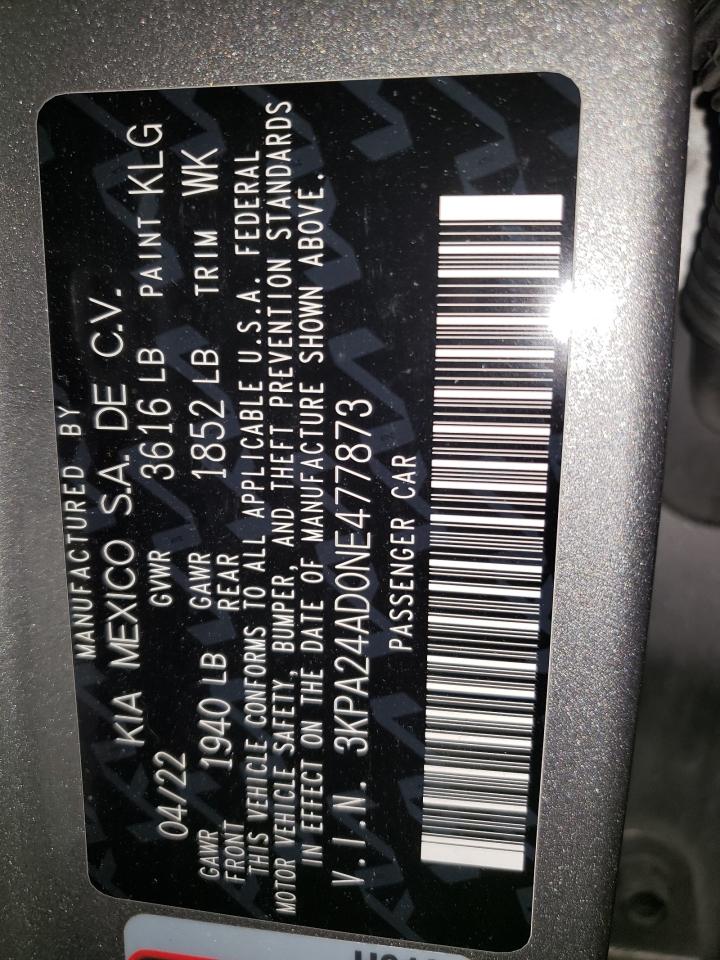 MANUFACTURED BY
KIA MEXICO S.A. DE C.V.
04/22 GVWR 3616 LB PAINT KLG
GAWR FRONT 1940 LB GAWR REAR 1852 LB TRIM WK
THIS VEHICLE CONFORMS TO ALL APPLICABLE U.S.A. FEDERAL
MOTOR VEHICLE SAFETY, BUMPER, AND THEFT PREVENTION STANDARDS
IN EFFECT ON THE DATE OF MANUFACTURE SHOWN ABOVE.
V.I.N. 3KPA24AD0NE477873
PASSENGER CAR